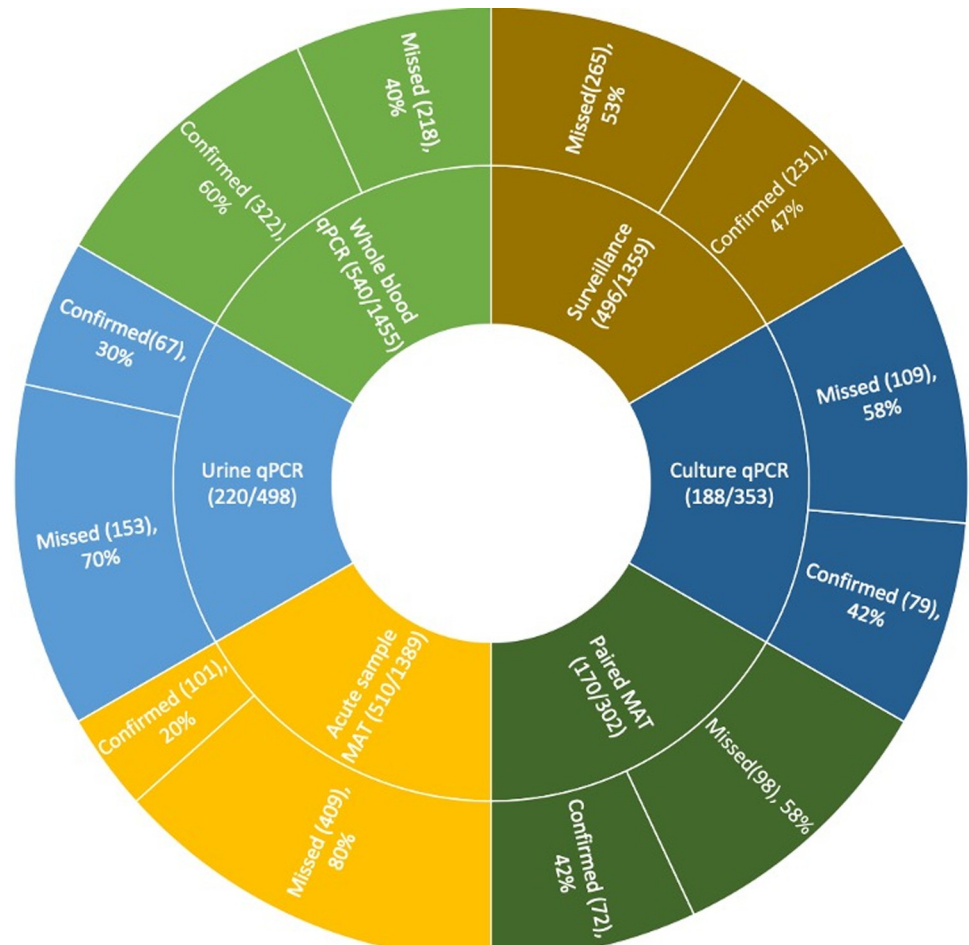 Missed (218),
40%
Confirmed (322),
60%
Whole blood
qPCR (540/1455)
Missed(265),
53%
Confirmed (231),
47%
Surveillance
(496/1359)
Confirmed(67),
30%
Missed (153),
70%
Urine qPCR
(220/498)
Missed (109),
58%
Confirmed (79),
42%
Culture qPCR
(188/353)
Confirmed (101),
20%
Missed (409),
80%
Acute sample
MAT (510/1389)
Paired MAT
(170/302)
Missed(98), 58%
Confirmed (72),
42%